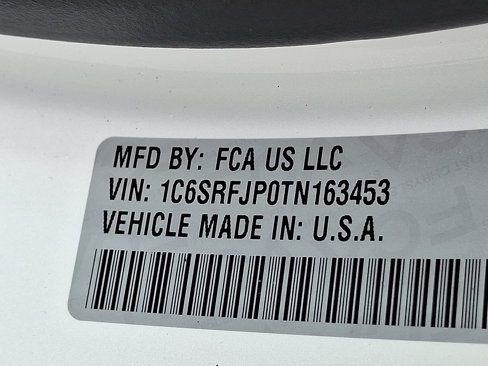 MFD BY: FCA US LLC
VIN: 1C6SRFJP0TN163453
VEHICLE MADE IN: U.S.A.